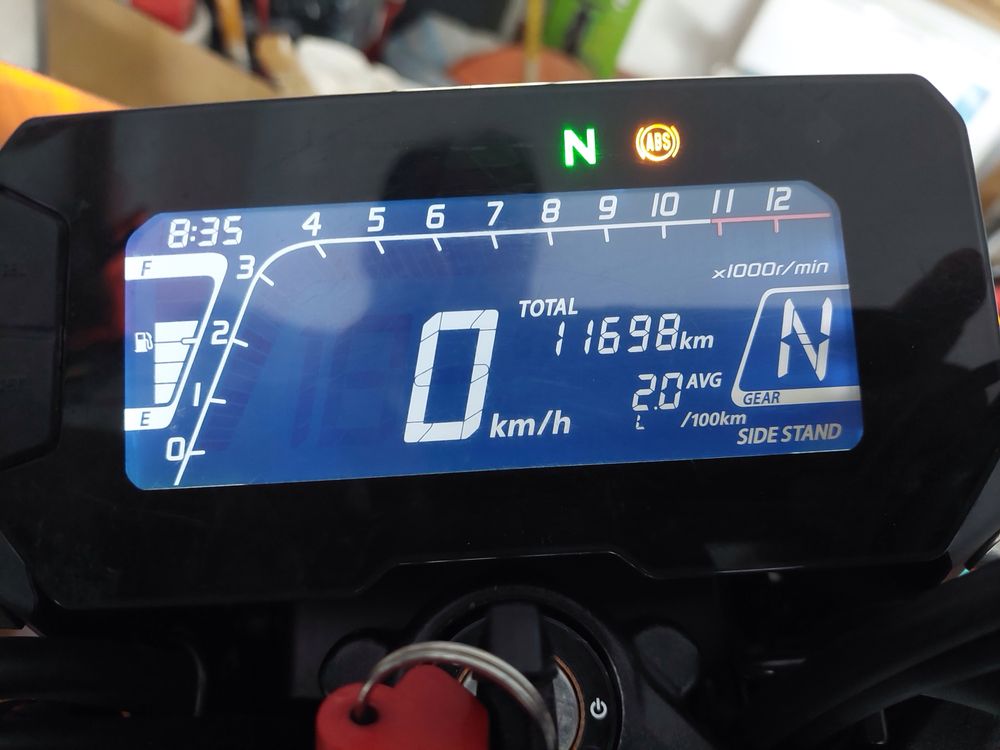 N ABS
8:35
4 5 6 7 8 9 10 11 12
F
3
x1000r/min
TOTAL
11698km
2
N
2.0 AVG
L /100km
0 km/h
1
GEAR
E
SIDE STAND
0